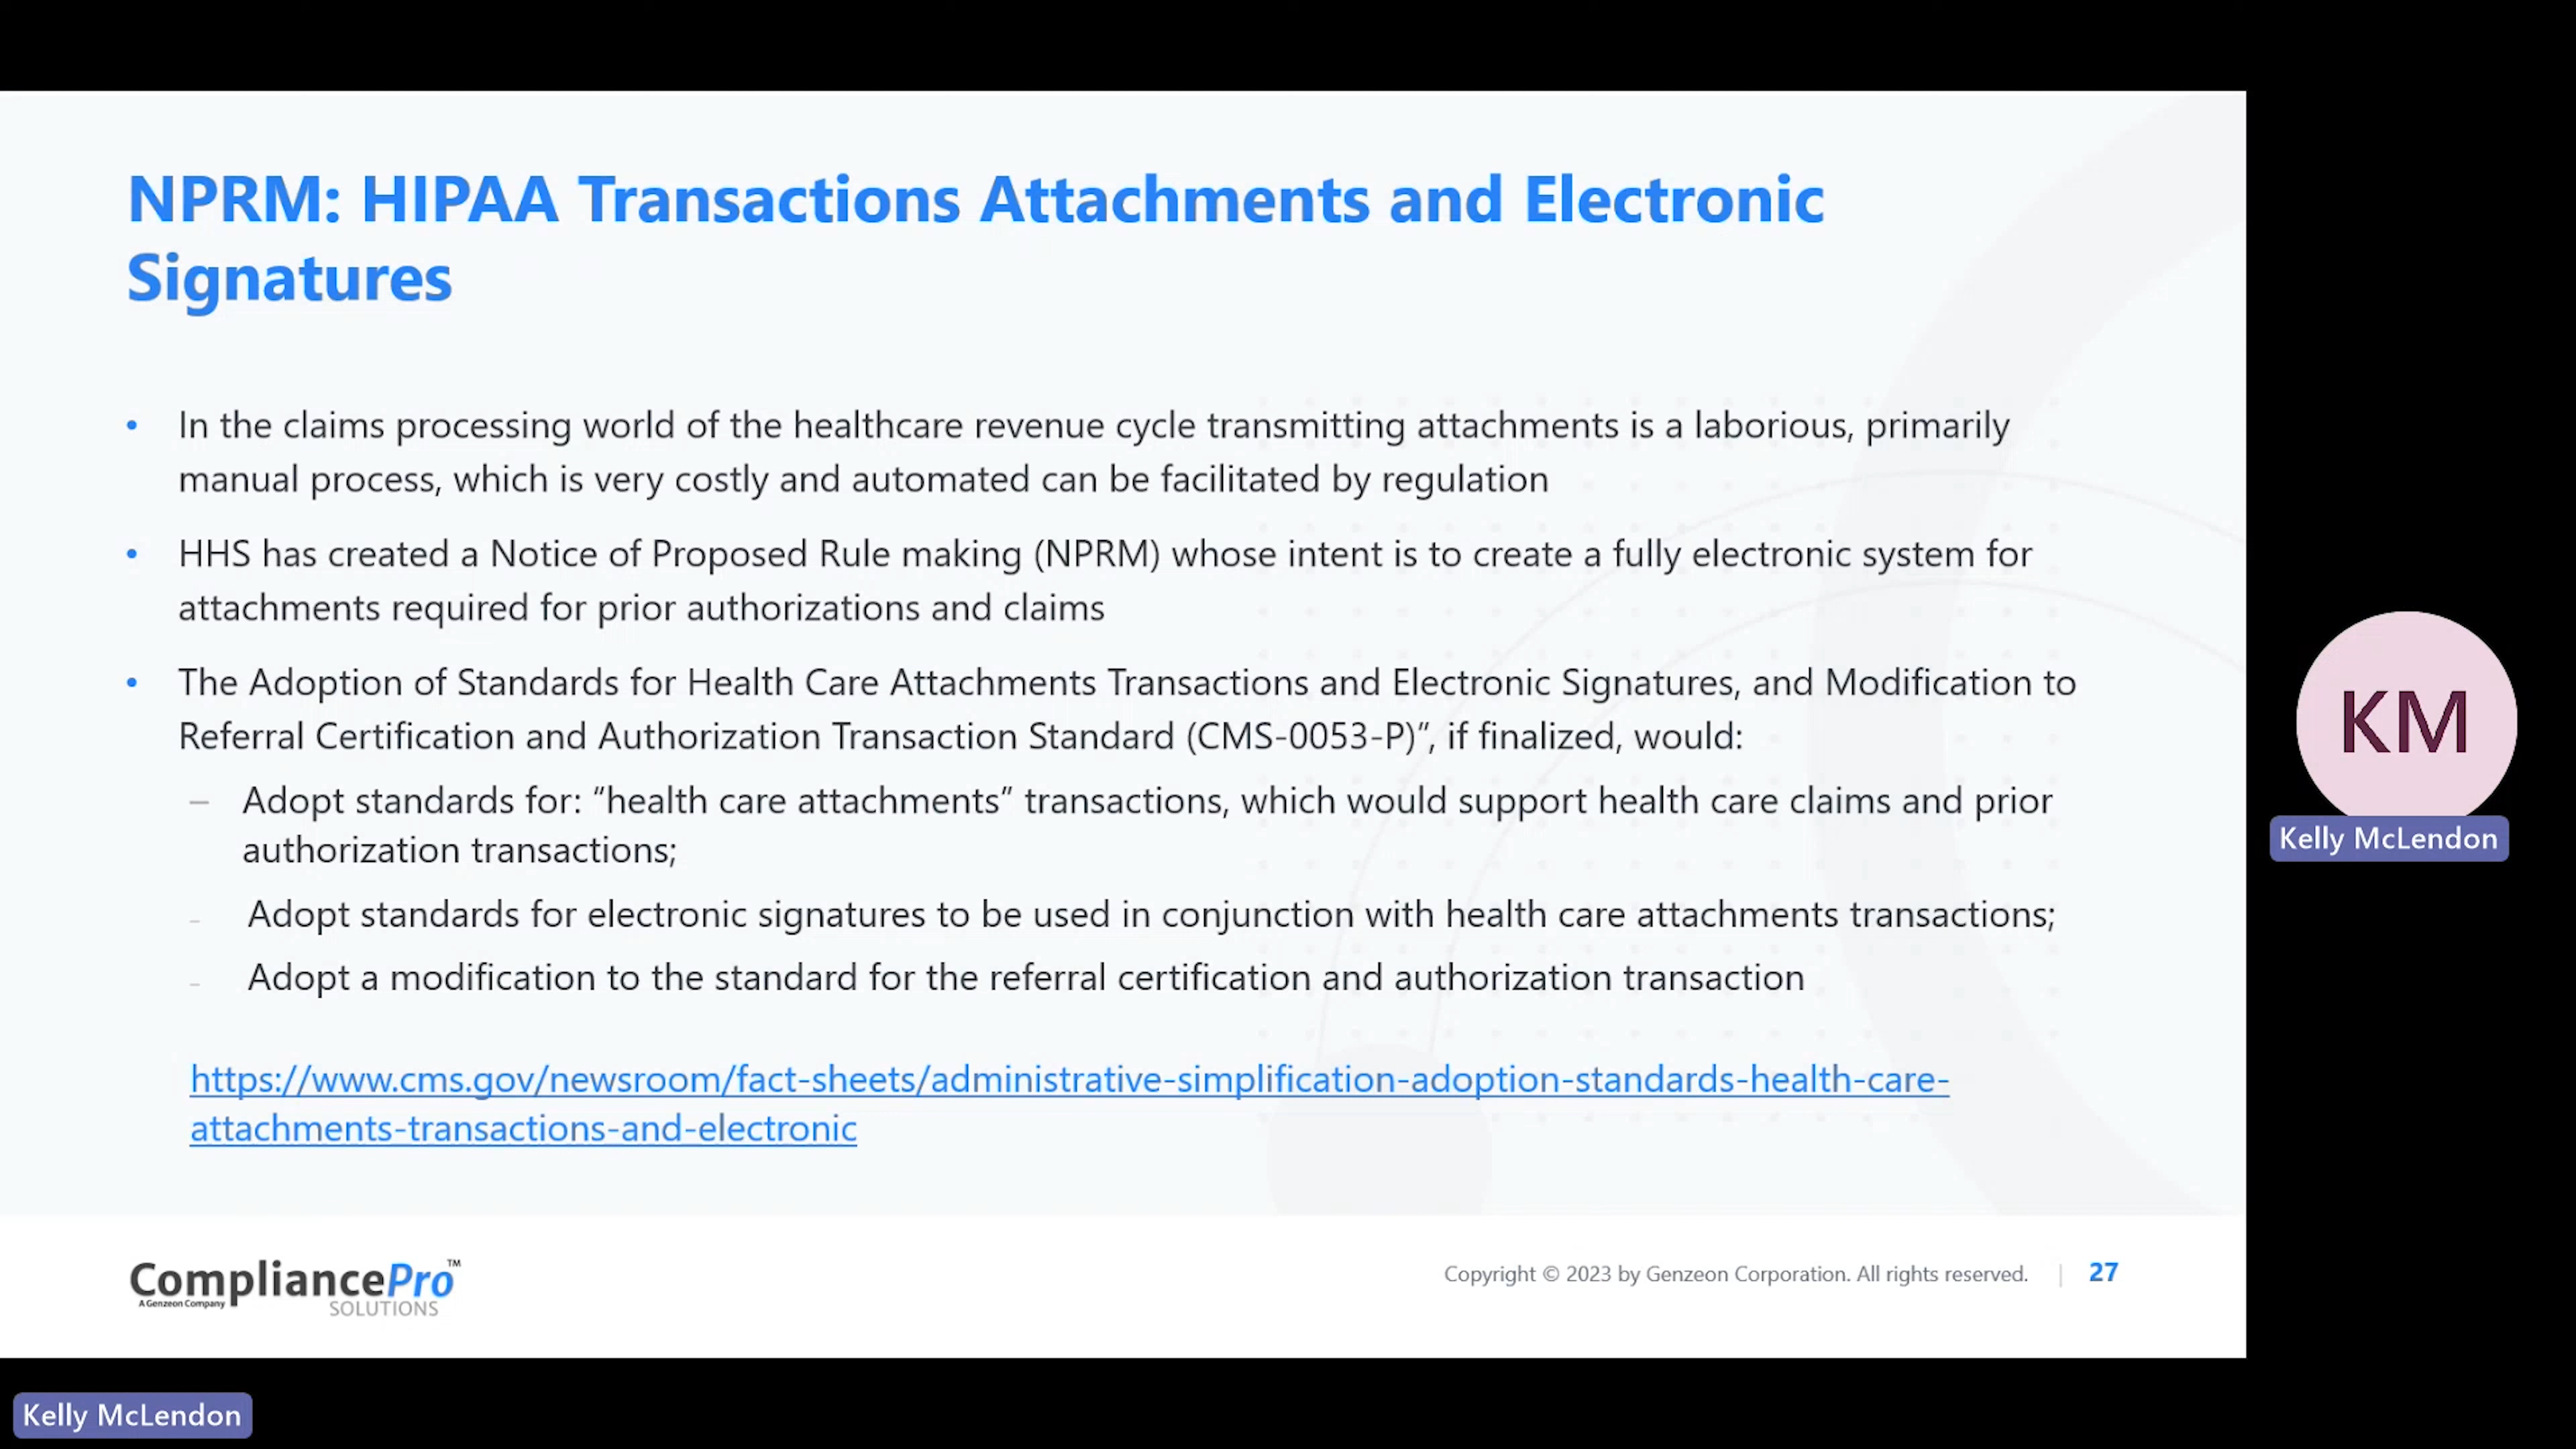 NPRM: HIPAA Transactions Attachments and Electronic
Signatures
• In the claims processing world of the healthcare revenue cycle transmitting attachments is a laborious, primarily
manual process, which is very costly and automated can be facilitated by regulation
• HHS has created a Notice of Proposed Rule making (NPRM) whose intent is to create a fully electronic system for
attachments required for prior authorizations and claims
• The Adoption of Standards for Health Care Attachments Transactions and Electronic Signatures, and Modification to
Referral Certification and Authorization Transaction Standard (CMS-0053-P)”, if finalized, would:
– Adopt standards for: “health care attachments” transactions, which would support health care claims and prior
authorization transactions;
- Adopt standards for electronic signatures to be used in conjunction with health care attachments transactions;
- Adopt a modification to the standard for the referral certification and authorization transaction
https://www.cms.gov/newsroom/fact-sheets/administrative-simplification-adoption-standards-health-care-
attachments-transactions-and-electronic
KM
Kelly McLendon
CompliancePro™
A Genzeon Company
SOLUTIONS
Copyright © 2023 by Genzeon Corporation. All rights reserved. | 27
Kelly McLendon